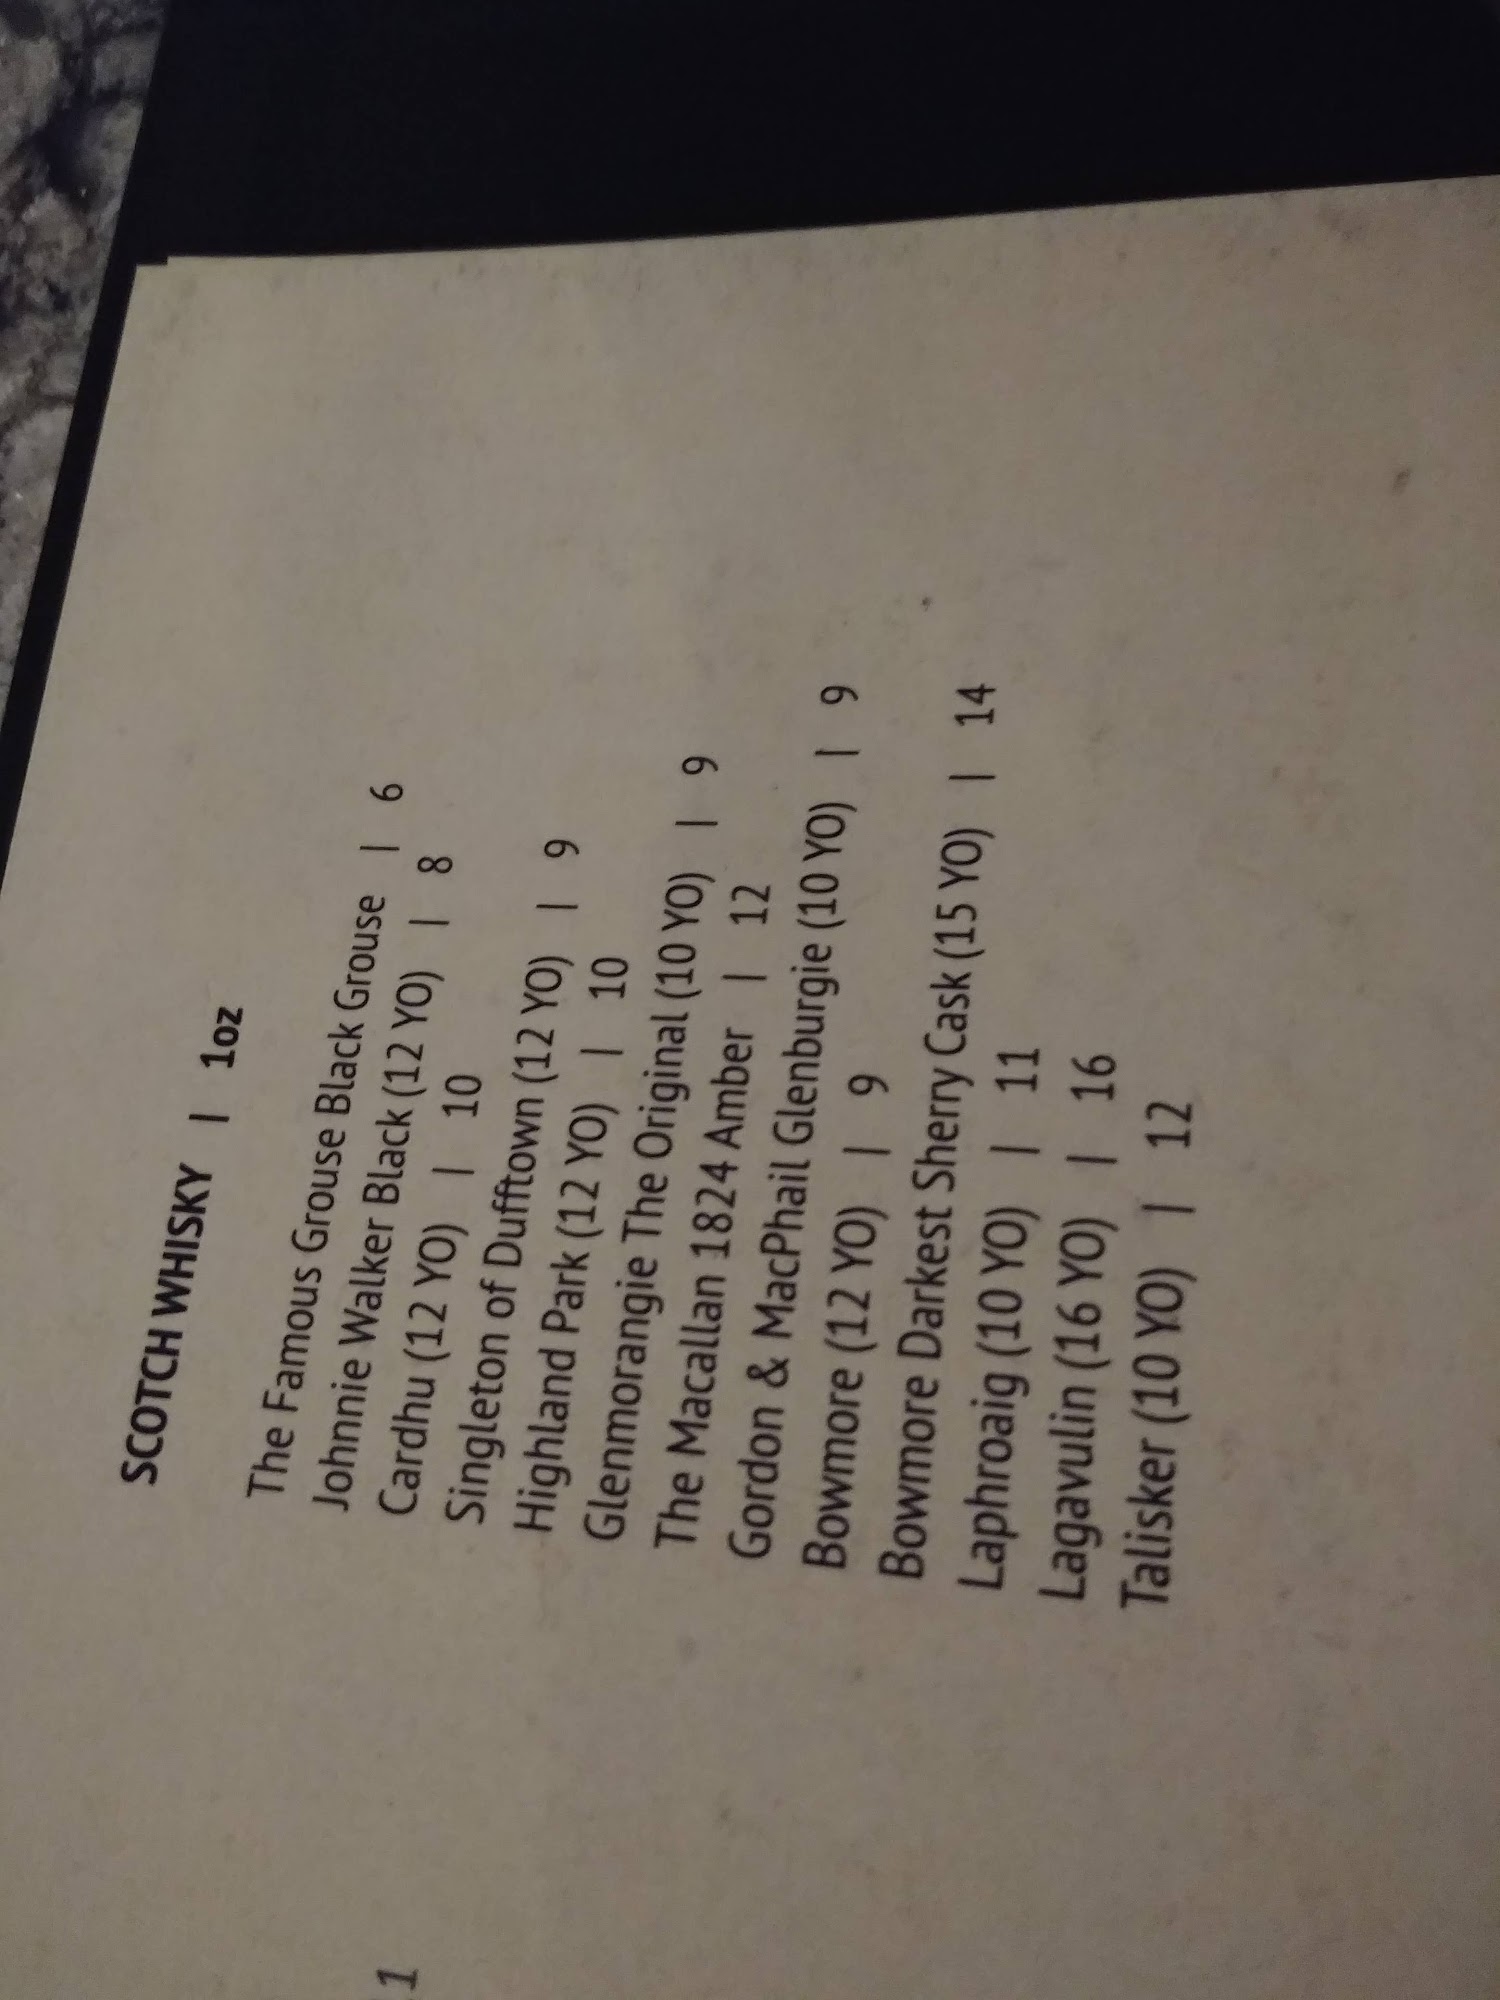 SCOTCH WHISKY | 1oz
The Famous Grouse Black Grouse | 6
Johnnie Walker Black (12 YO) | 8
Cardhu (12 YO) | 10
Singleton of Dufftown (12 YO) | 9
Highland Park (12 YO) | 10
Glenmorangie The Original (10 YO) | 9
The Macallan 1824 Amber | 12
Gordon & MacPhail Glenburgie (10 YO) | 9
Bowmore (12 YO) | 9
Bowmore Darkest Sherry Cask (15 YO) | 14
Laphroaig (10 YO) | 11
Lagavulin (16 YO) | 16
Talisker (10 YO) | 12